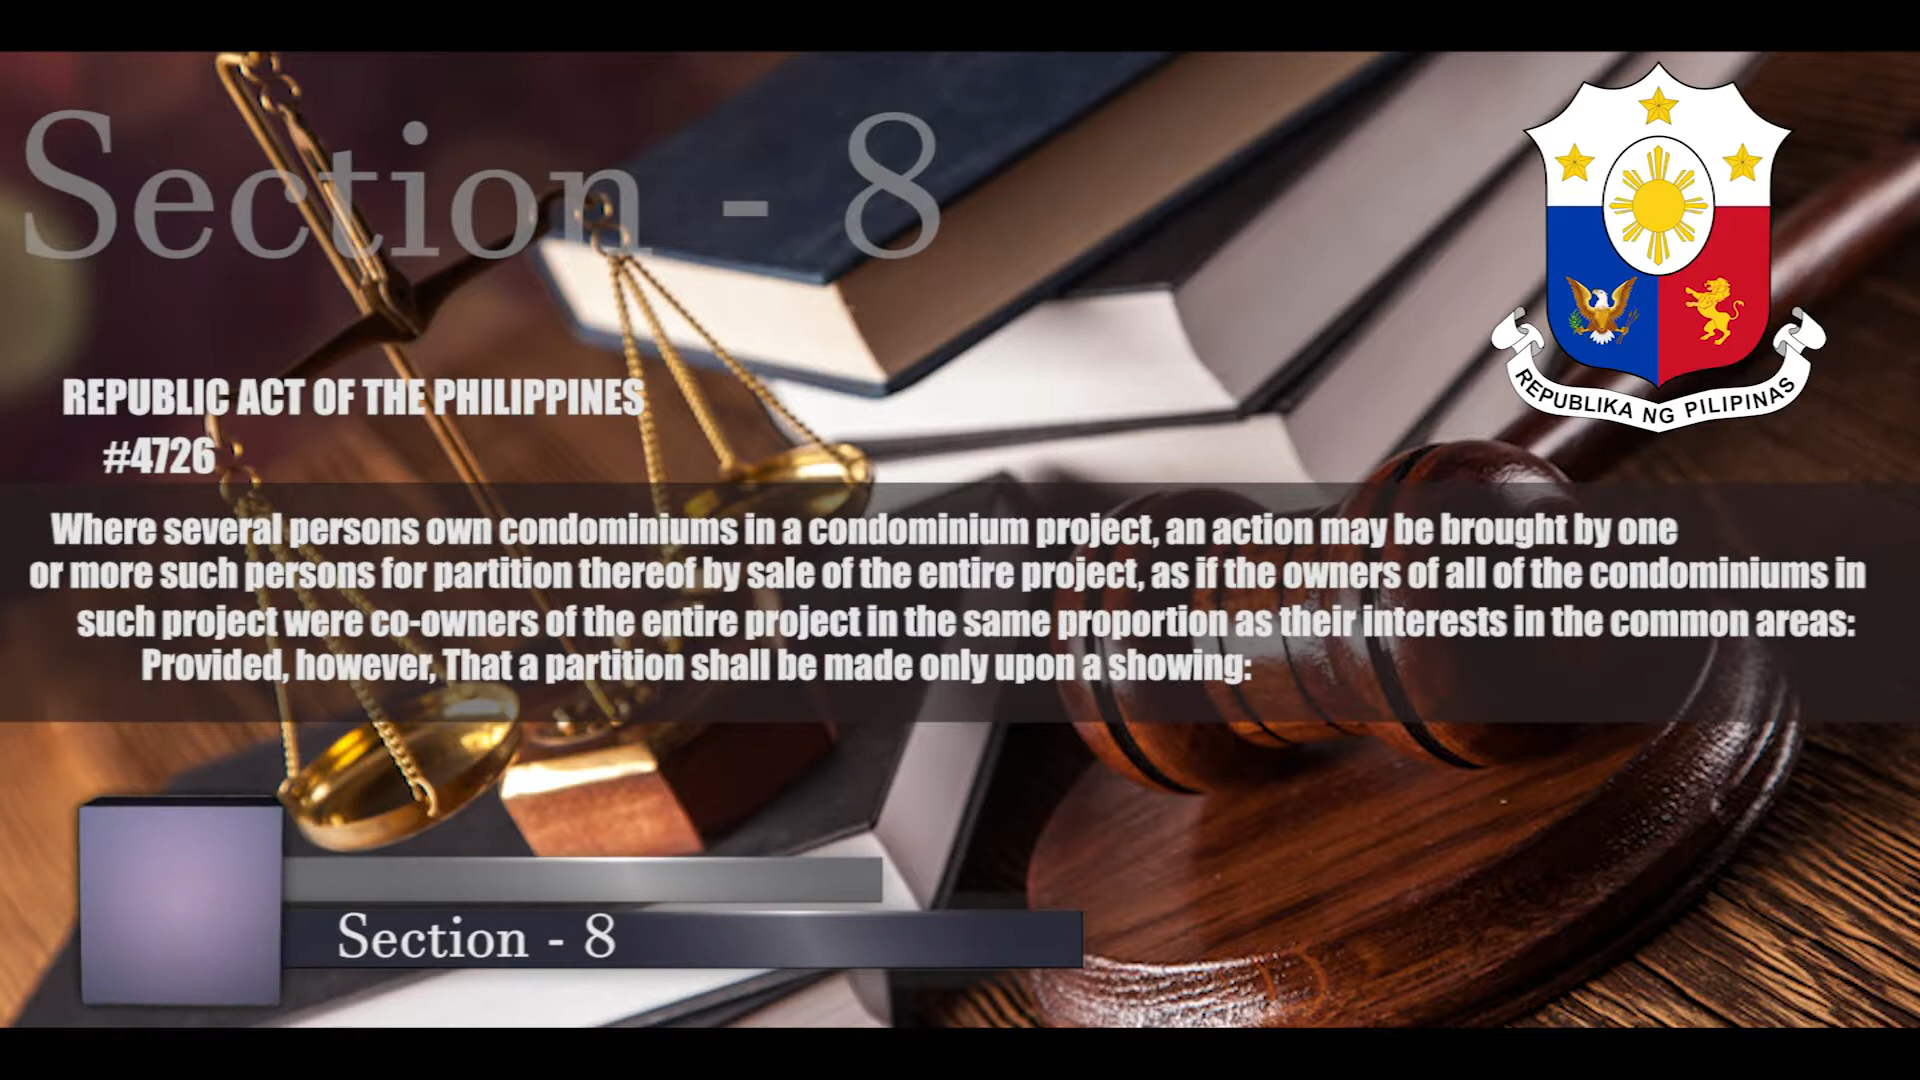 Section - 8
REPUBLIKA NG PILIPINAS
REPUBLIC ACT OF THE PHILIPPINES
#4726
Where several persons own condominiums in a condominium project, an action may be brought by one
or more such persons for partition thereof by sale of the entire project, as if the owners of all of the condominiums in
such project were co-owners of the entire project in the same proportion as their interests in the common areas:
Provided, however, That a partition shall be made only upon a showing:
Section - 8